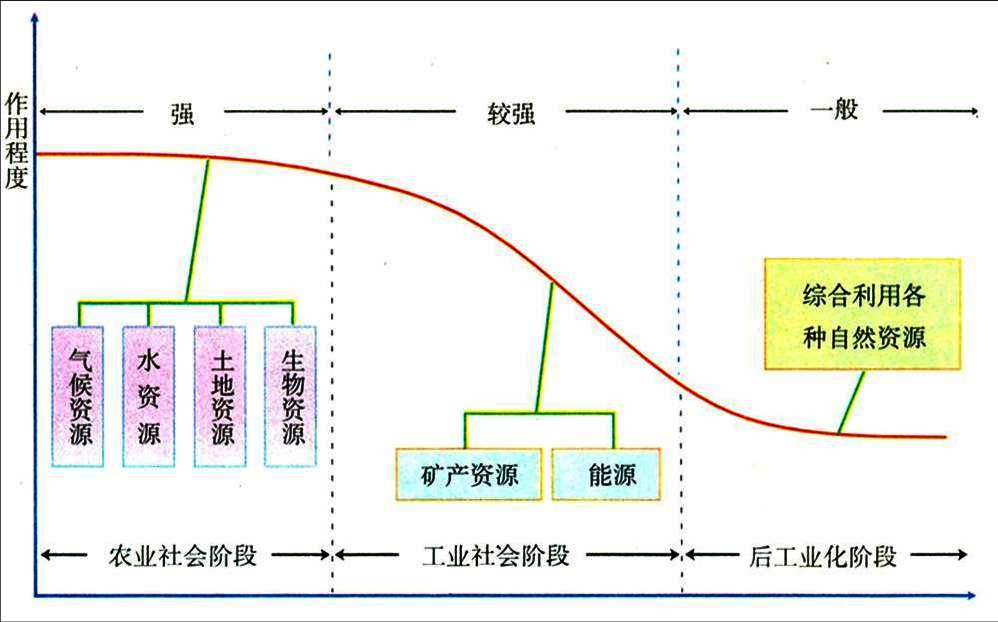 作用程度
强
较强
一般
综合利用各
种自然资源
气候资源
水资源
土地资源
生物资源
矿产资源
能源
农业社会阶段
工业社会阶段
后工业化阶段